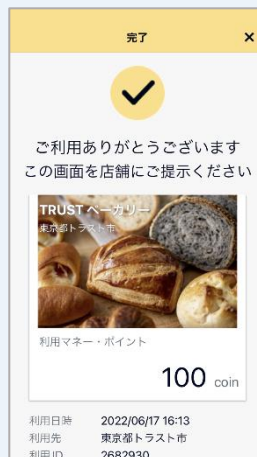 完了 ×
ご利用ありがとうございます
この画面を店舗にご提示ください
TRUST ベーカリー
東京都トラスト市
利用マネー・ポイント
100 coin
利用日時 2022/06/17 16:13
利用先 東京都トラスト市
利用ID 2682930